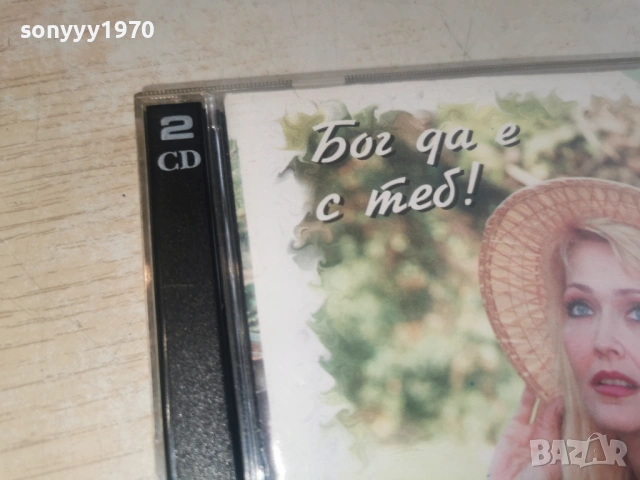 sonyyy1970
2
CD
Бог да е
с теб!
BAZAR